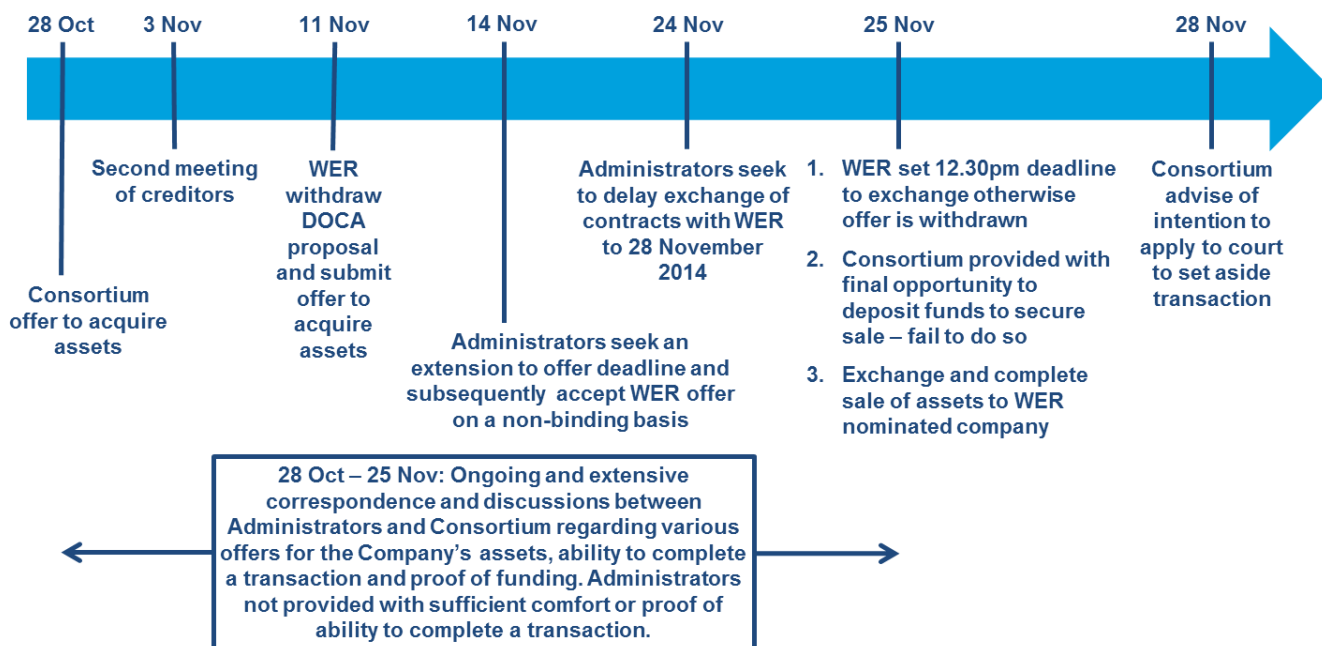 28 Oct
3 Nov
11 Nov
14 Nov
24 Nov
25 Nov
28 Nov
Consortium
offer to acquire
assets
Second meeting
of creditors
WER
withdraw
DOCA
proposal
and submit
offer to
acquire
assets
Administrators seek an
extension to offer deadline and
subsequently accept WER offer
on a non-binding basis
Administrators seek
to delay exchange of
contracts with WER
to 28 November
2014
1. WER set 12.30pm deadline
to exchange otherwise
offer is withdrawn
2. Consortium provided with
final opportunity to
deposit funds to secure
sale – fail to do so
3. Exchange and complete
sale of assets to WER
nominated company
Consortium
advise of
intention to
apply to court
to set aside
transaction
28 Oct – 25 Nov: Ongoing and extensive
correspondence and discussions between
Administrators and Consortium regarding various
offers for the Company’s assets, ability to complete
a transaction and proof of funding. Administrators
not provided with sufficient comfort or proof of
ability to complete a transaction.